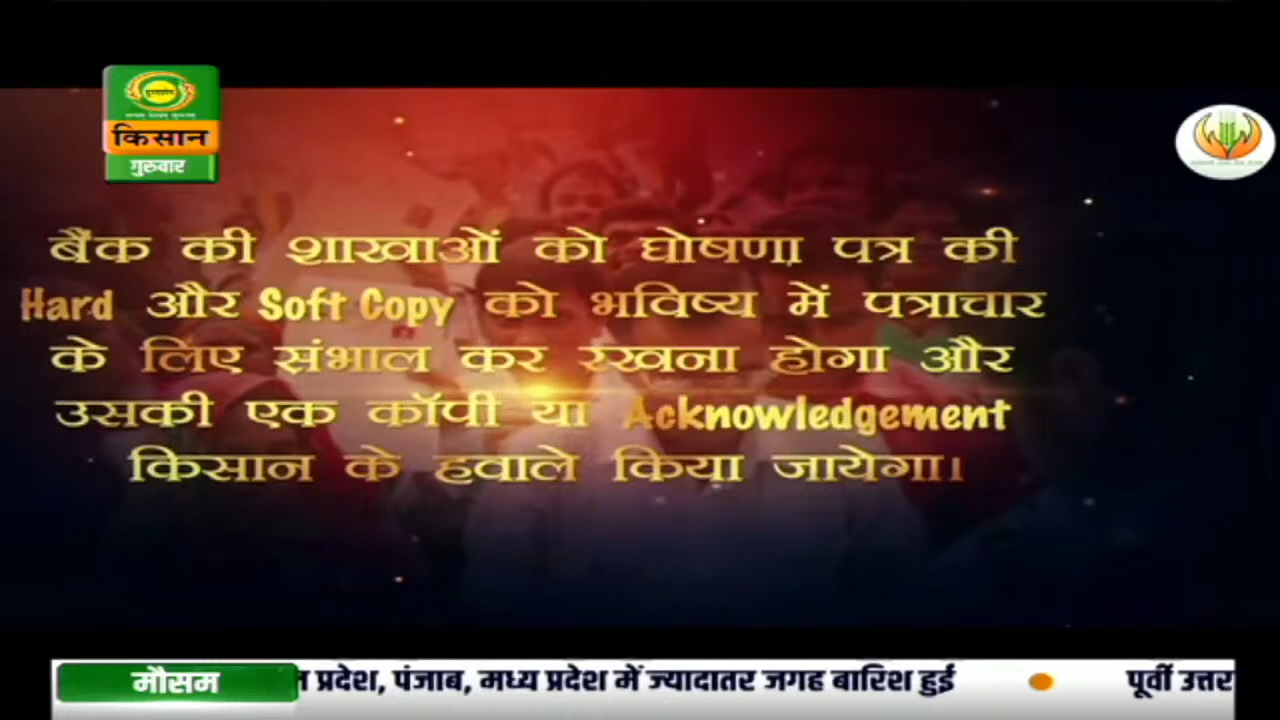 किसान
गुरुवार
बैंक की शाखाओं को घोषणा पत्र की
Hard और Soft Copy को भविष्य में पत्राचार
के लिए संभाल कर रखना होगा और
उसकी एक कॉपी या Acknowledgement
किसान के हवाले किया जायेगा।
मौसम
प्रदेश, पंजाब, मध्य प्रदेश में ज्यादातर जगह बारिश हुई
पूर्वी उत्तर